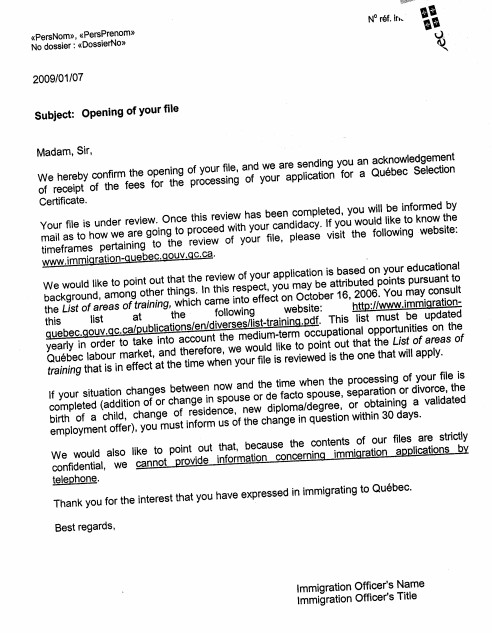 N° réf. In.
ec
«PersNom», «PersPrenom»
No dossier : «DossierNo»
2009/01/07
Subject: Opening of your file
Madam, Sir,
We hereby confirm the opening of your file, and we are sending you an acknowledgement
of receipt of the fees for the processing of your application for a Québec Selection
Certificate.
Your file is under review. Once this review has been completed, you will be informed by
mail as to how we are going to proceed with your candidacy. If you would like to know the
timeframes pertaining to the review of your file, please visit the following website:
www.immigration-quebec.gouv.qc.ca.
We would like to point out that the review of your application is based on your educational
background, among other things. In this respect, you may be attributed points pursuant to
the List of areas of training, which came into effect on October 16, 2006. You may consult
this list at the following website: http://www.immigration-
quebec.gouv.qc.ca/publications/en/diverses/list-training.pdf. This list must be updated
yearly in order to take into account the medium-term occupational opportunities on the
Québec labour market, and therefore, we would like to point out that the List of areas of
training that is in effect at the time when your file is reviewed is the one that will apply.
If your situation changes between now and the time when the processing of your file is
completed (addition of or change in spouse or de facto spouse, separation or divorce, the
birth of a child, change of residence, new diploma/degree, or obtaining a validated
employment offer), you must inform us of the change in question within 30 days.
We would also like to point out that, because the contents of our files are strictly
confidential, we cannot provide information concerning immigration applications by
telephone.
Thank you for the interest that you have expressed in immigrating to Québec.
Best regards,
Immigration Officer's Name
Immigration Officer's Title